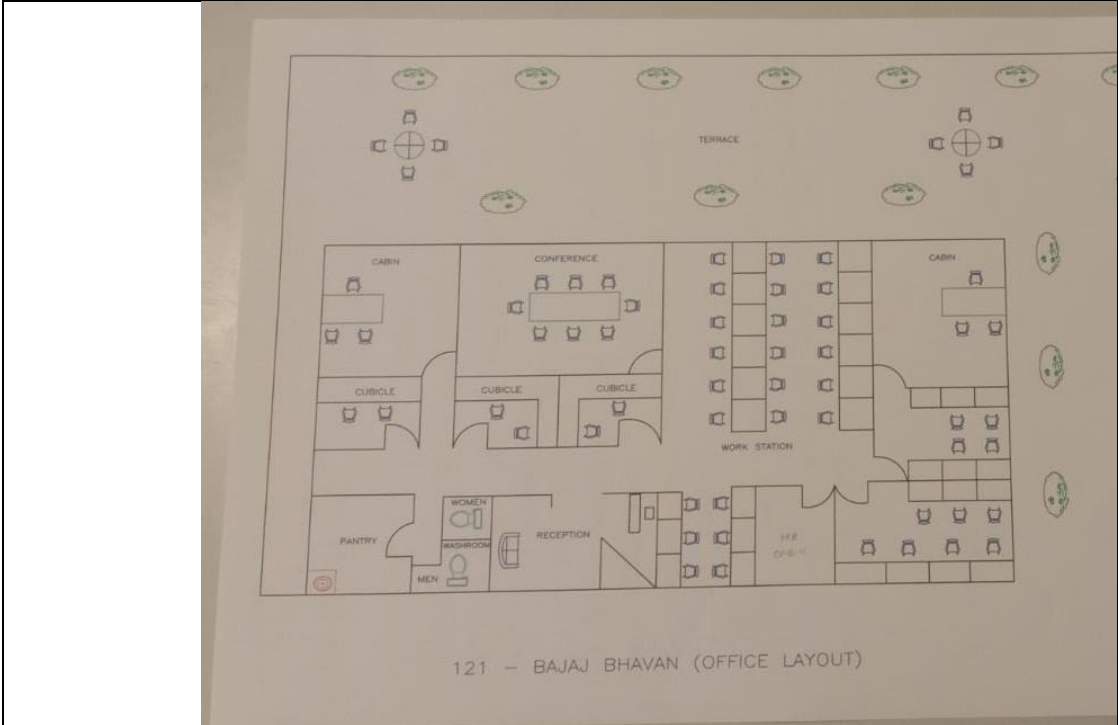 TERRACE
CABIN
CONFERENCE
CABIN
CUBICLE
CUBICLE
CUBICLE
WORK STATION
WOMEN
PANTRY
WASHROOM
RECEPTION
MEN
121 - BAJAJ BHAVAN (OFFICE LAYOUT)